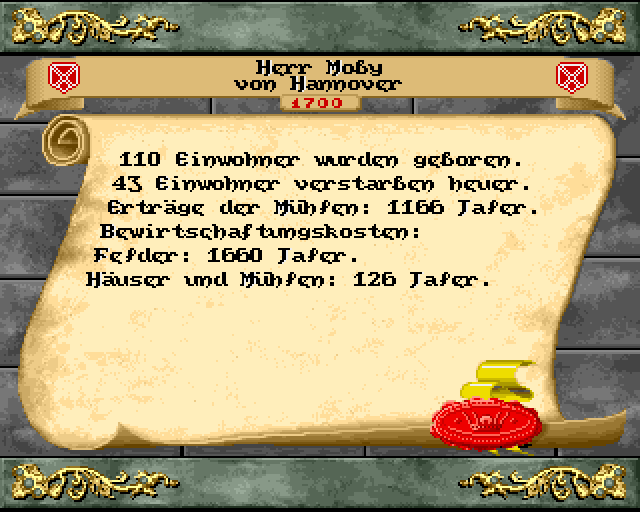 Herr Moby
von Hannover
1700
110 Einwohner wurden geboren.
43 Einwohner verstarben heuer.
Erträge der Mühlen: 1166 Taler.
Bewirtschaftungskosten:
Felder: 1660 Taler.
Häuser und Mühlen: 126 Taler.